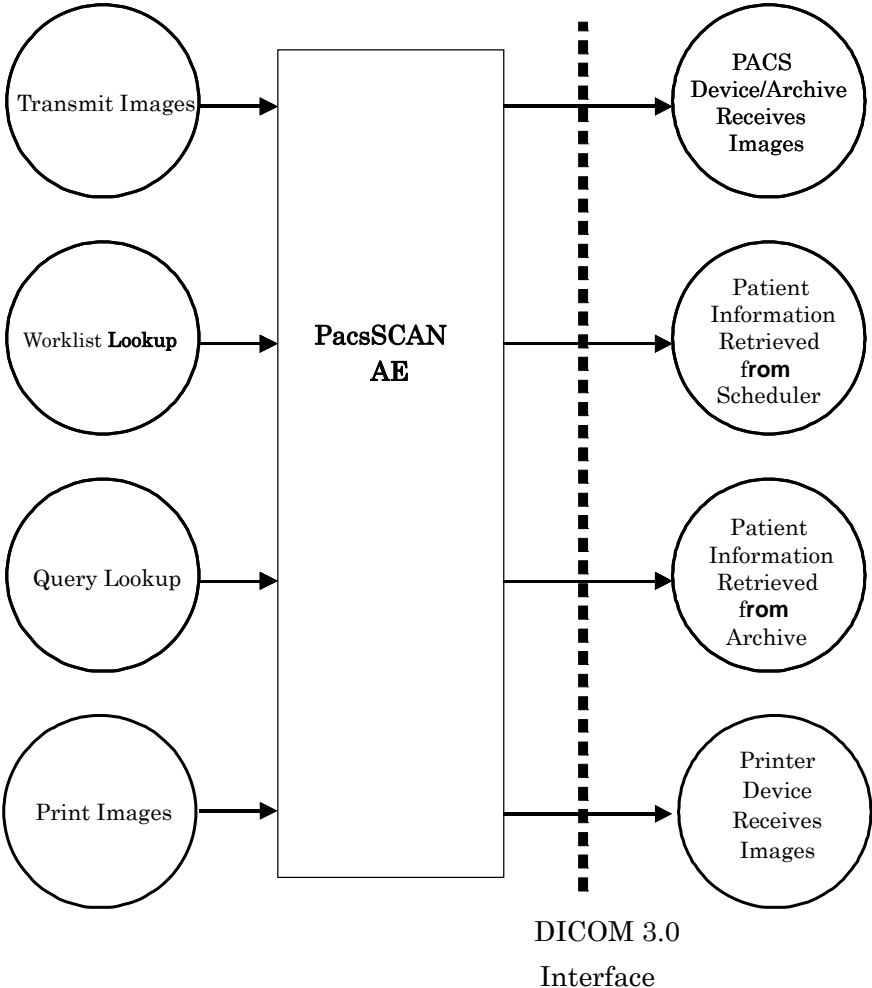 Transmit Images
PACS
Device/Archive
Receives
Images
Worklist Lookup
PacsSCAN
AE
Patient
Information
Retrieved
from
Scheduler
Query Lookup
Patient
Information
Retrieved
from
Archive
Print Images
Printer
Device
Receives
Images
DICOM 3.0
Interface